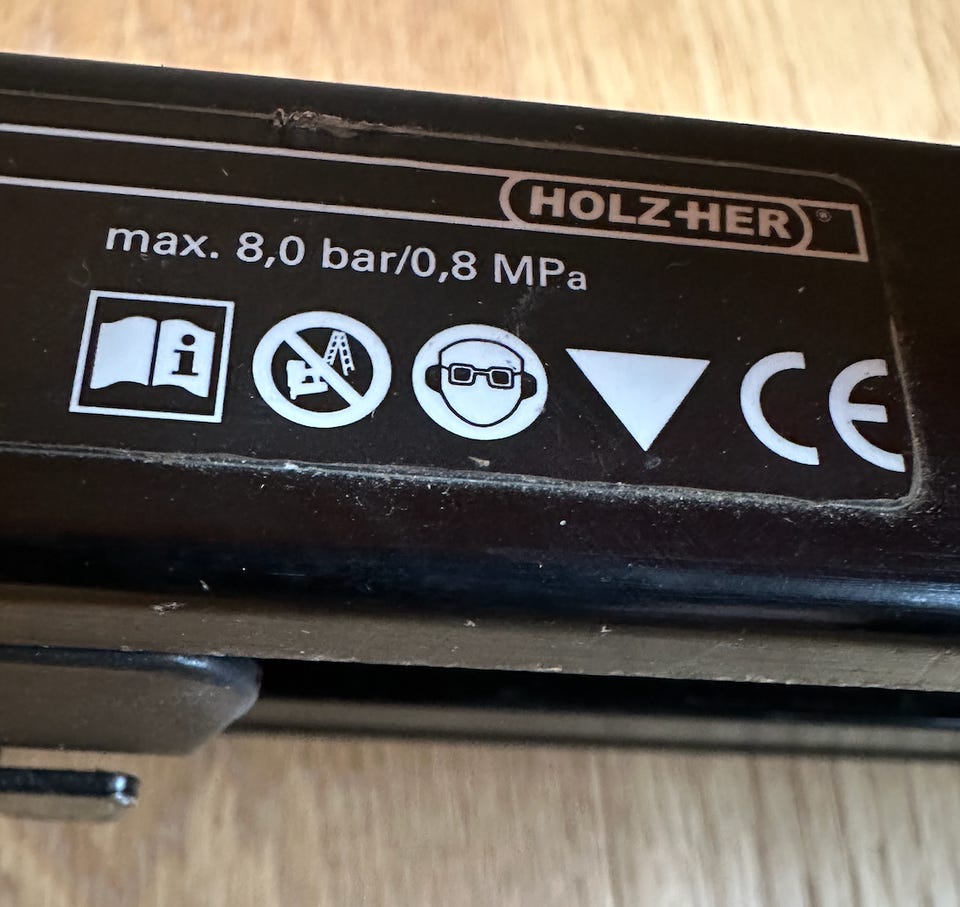 HOLZ-HER®
max. 8,0 bar/0,8 MPa
i
CE